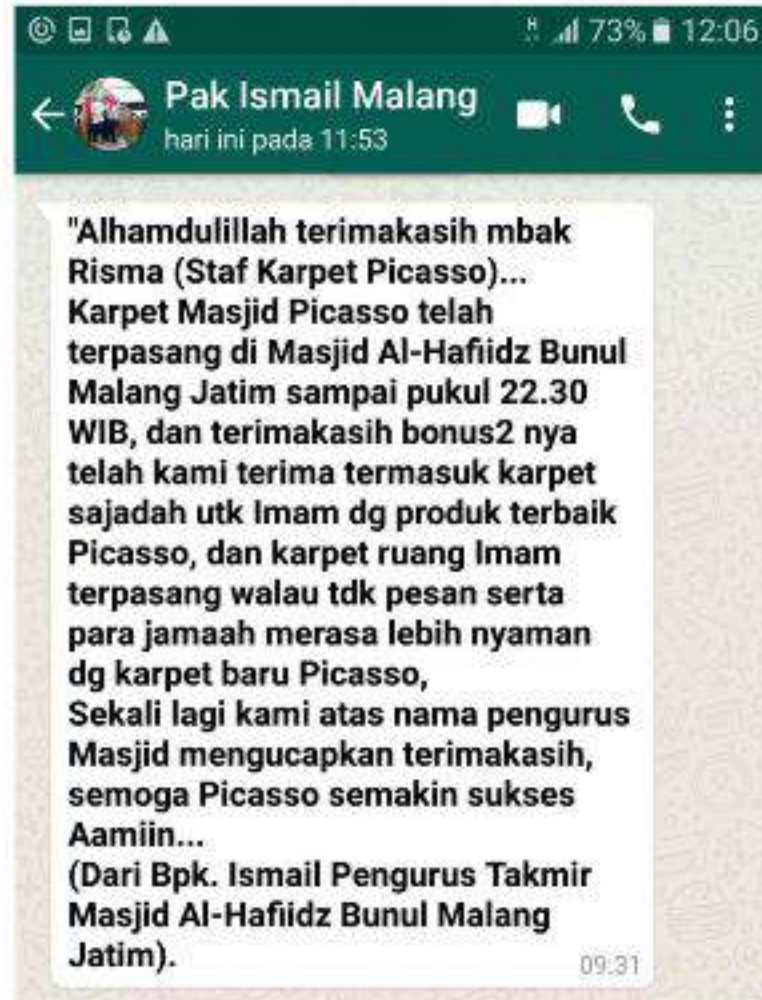 H 73% 12:06
Pak Ismail Malang
hari ini pada 11:53
"Alhamdulillah terimakasih mbak
Risma (Staf Karpet Picasso)...
Karpet Masjid Picasso telah
terpasang di Masjid Al-Hafiidz Bunul
Malang Jatim sampai pukul 22.30
WIB, dan terimakasih bonus2 nya
telah kami terima termasuk karpet
sajadah utk Imam dg produk terbaik
Picasso, dan karpet ruang Imam
terpasang walau tdk pesan serta
para jamaah merasa lebih nyaman
dg karpet baru Picasso,
Sekali lagi kami atas nama pengurus
Masjid mengucapkan terimakasih,
semoga Picasso semakin sukses
Aamiin...
(Dari Bpk. Ismail Pengurus Takmir
Masjid Al-Hafiidz Bunul Malang
Jatim).
09:31